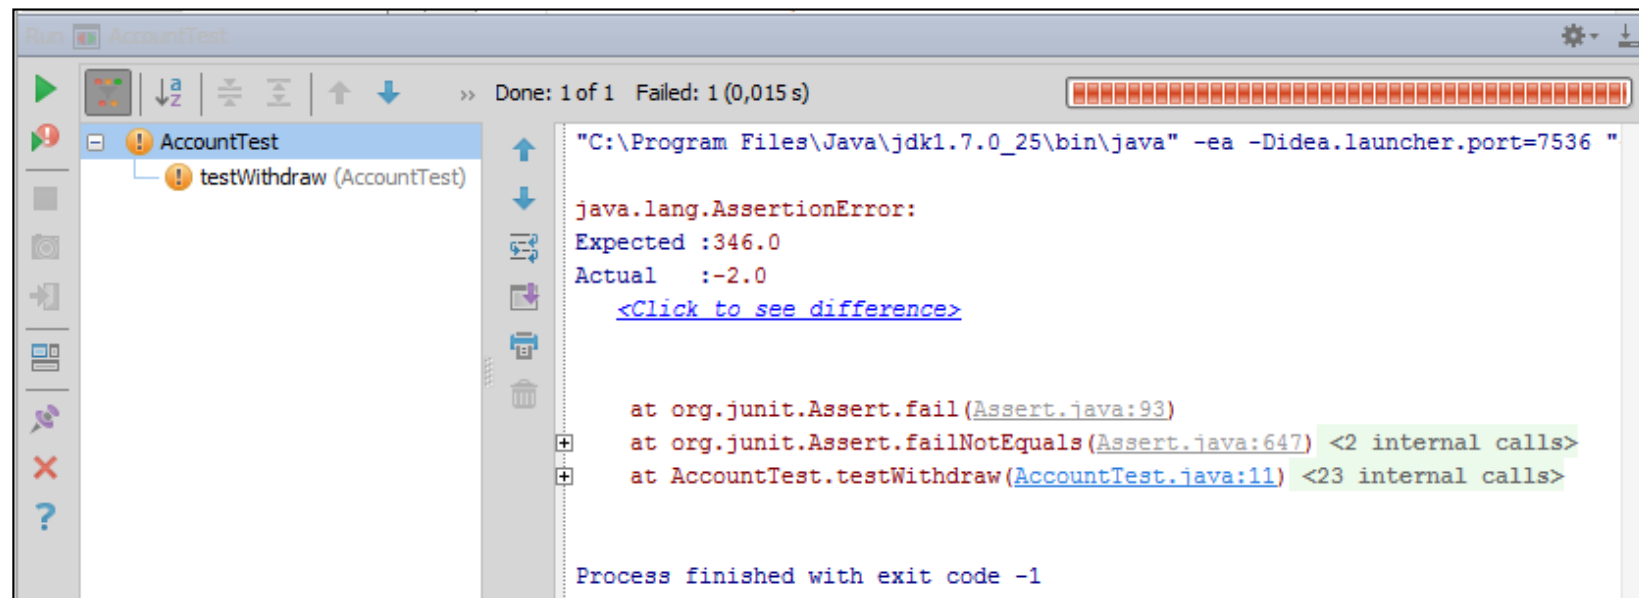 Run AccountTest
Done: 1 of 1 Failed: 1 (0,015 s)
AccountTest
testWithdraw (AccountTest)
"C:\Program Files\Java\jdk1.7.0_25\bin\java" -ea -Didea.launcher.port=7536 "
java.lang.AssertionError:
Expected :346.0
Actual   :-2.0
<Click to see difference>
at org.junit.Assert.fail(Assert.java:93)
at org.junit.Assert.failNotEquals(Assert.java:647) <2 internal calls>
at AccountTest.testWithdraw(AccountTest.java:11) <23 internal calls>
Process finished with exit code -1